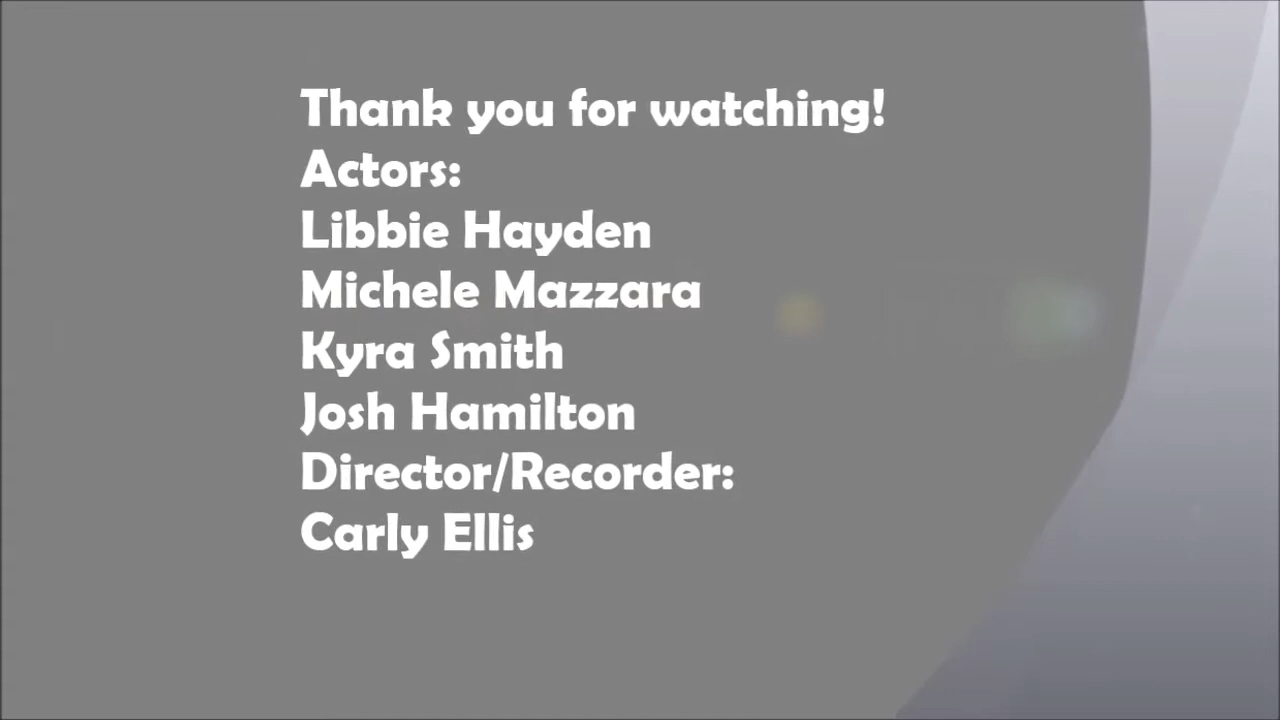 Thank you for watching!
Actors:
Libbie Hayden
Michele Mazzara
Kyra Smith
Josh Hamilton
Director/Recorder:
Carly Ellis